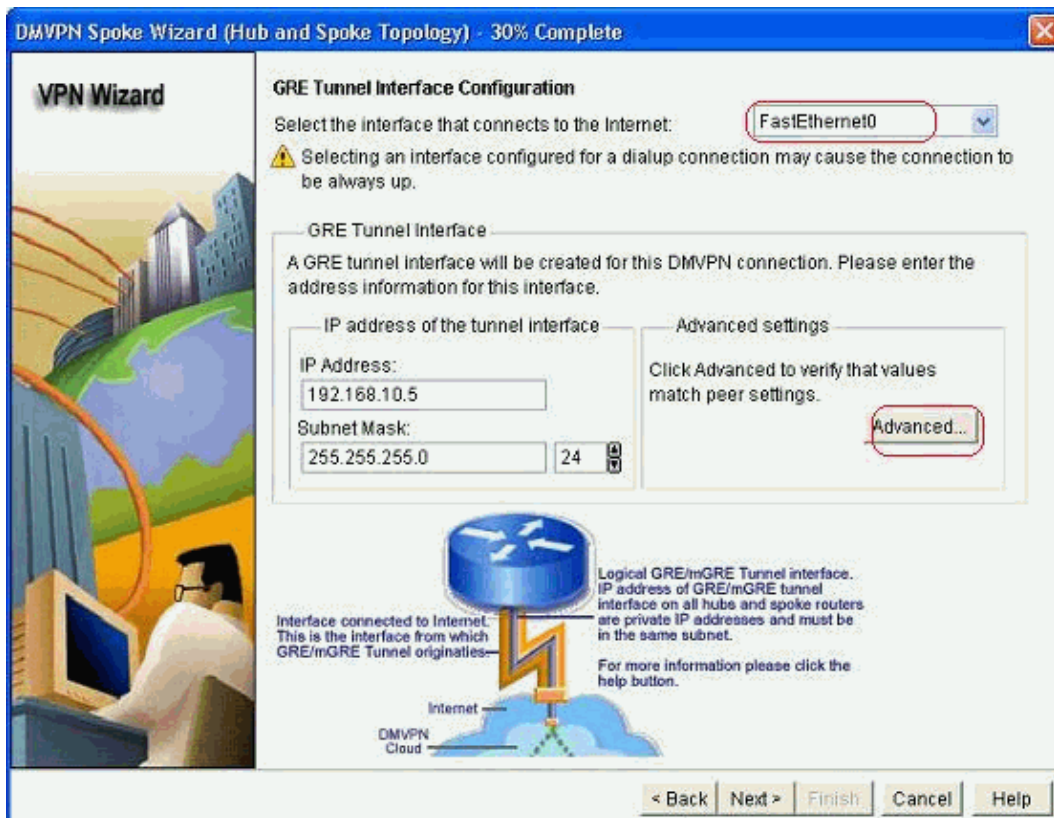 DMVPN Spoke Wizard (Hub and Spoke Topology) - 30% Complete
VPN Wizard
GRE Tunnel Interface Configuration
Select the interface that connects to the Internet:
FastEthernet0
Selecting an interface configured for a dialup connection may cause the connection to
be always up.
GRE Tunnel Interface
A GRE tunnel interface will be created for this DMVPN connection. Please enter the
address information for this interface.
IP address of the tunnel interface
IP Address:
192.168.10.5
Subnet Mask:
255.255.255.0
24
Advanced settings
Click Advanced to verify that values
match peer settings.
Advanced...
Interface connected to Internet.
This is the interface from which
GRE/mGRE Tunnel originaties
Logical GRE/mGRE Tunnel interface.
IP address of GRE/mGRE tunnel
interface on all hubs and spoke routers
are private IP addresses and must be
in the same subnet.
For more information please click the
help button.
Internet
DMVPN
Cloud
< Back
Next >
Finish
Cancel
Help